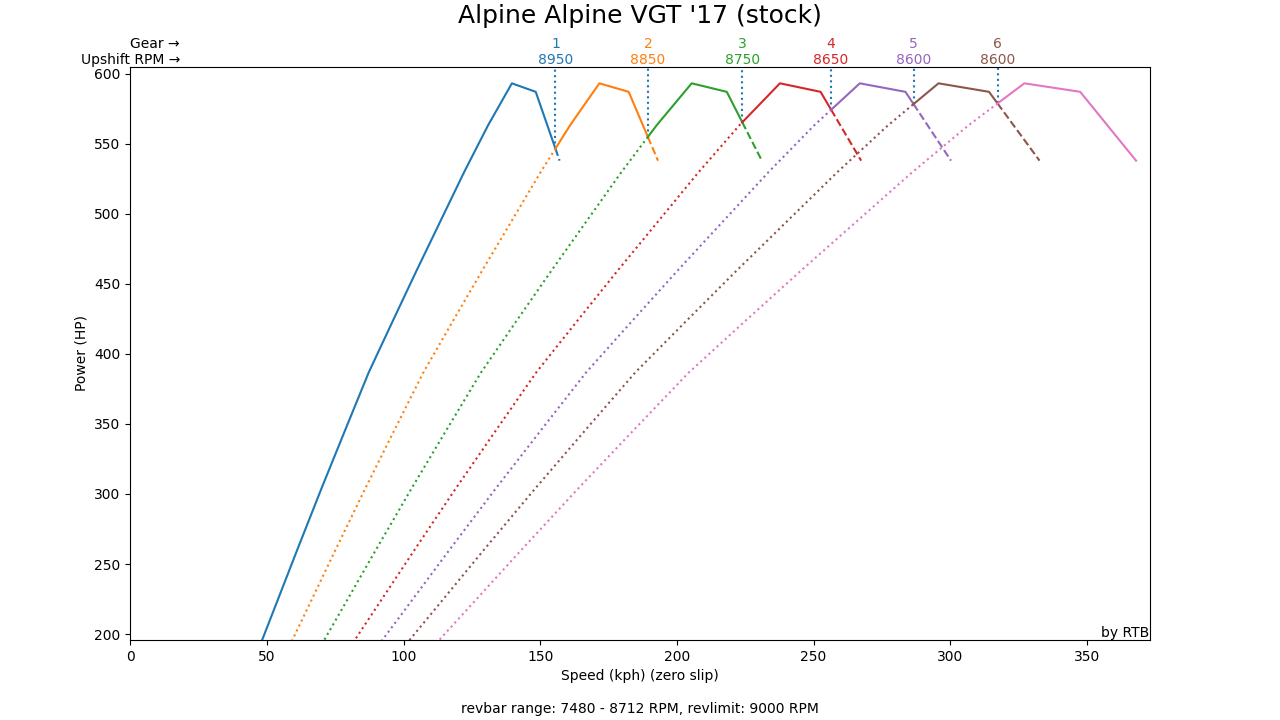 Alpine Alpine VGT '17 (stock)
Gear → 1 2 3 4 5 6
Upshift RPM → 8950 8850 8750 8650 8600 8600
600
550
500
450
400
350
300
250
200
Power (HP)
by RTB
0 50 100 150 200 250 300 350
Speed (kph) (zero slip)
revbar range: 7480 - 8712 RPM, revlimit: 9000 RPM